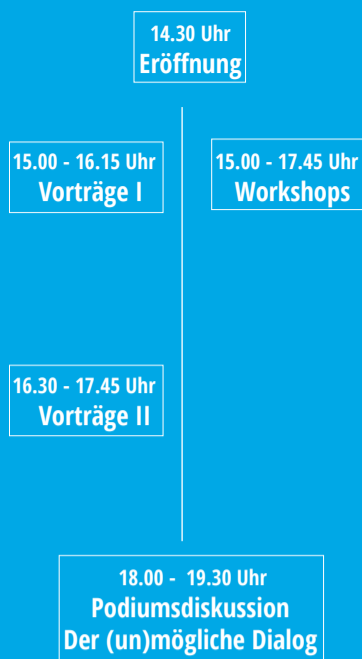 14.30 Uhr
Eröffnung
15.00 - 16.15 Uhr
Vorträge I
15.00 - 17.45 Uhr
Workshops
16.30 - 17.45 Uhr
Vorträge II
18.00 - 19.30 Uhr
Podiumsdiskussion
Der (un)mögliche Dialog